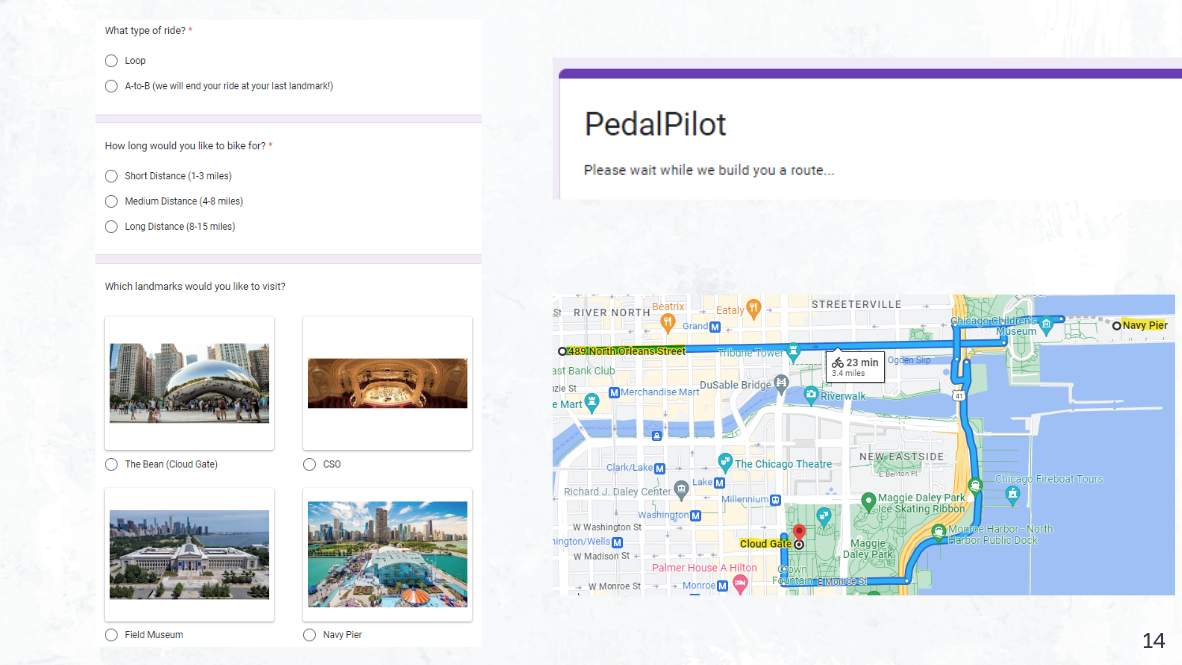 What type of ride? *
Loop
A-to-B (we will end your ride at your last landmark!)
How long would you like to bike for? *
Short Distance (1-3 miles)
Medium Distance (4-8 miles)
Long Distance (8-15 miles)
Which landmarks would you like to visit?
The Bean (Cloud Gate)
CSO
Field Museum
Navy Pier
PedalPilot
Please wait while we build you a route...
RIVER NORTH
Beatrix
Eataly
STREETERVILLE
Grand M
Chicago Children's
Museum
Navy Pier
489 North Orleans Street
Tribune Tower
23 min
3.4 miles
Ogden Slip
ast Bank Club
DuSable Bridge
zie St
M Merchandise Mart
Riverwalk
41
e Mart
NEW EASTSIDE
The Chicago Theatre
Clark/Lake M
E Benton Pl
Lake M
Chicago Fireboat Tours
Richard J. Daley Center
Millennium
Maggie Daley Park
Ice Skating Ribbon
Washington M
W Washington St
Monroe Harbor - North
Harbor Public Dock
hington/Wells M
Cloud Gate
Maggie
Daley Park
W Madison St
Palmer House A Hilton
Crown
Fountain
E Monroe St
W Monroe St
Monroe M
14